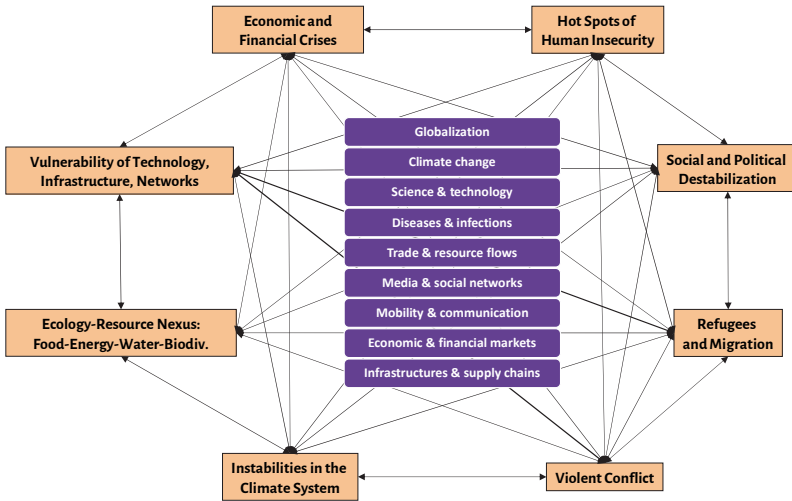 Economic and
Financial Crises
Hot Spots of
Human Insecurity
Globalization
Climate change
Science & technology
Diseases & infections
Trade & resource flows
Media & social networks
Mobility & communication
Economic & financial markets
Infrastructures & supply chains
Vulnerability of Technology,
Infrastructure, Networks
Social and Political
Destabilization
Ecology-Resource Nexus:
Food-Energy-Water-Biodiv.
Refugees
and Migration
Instabilities in the
Climate System
Violent Conflict